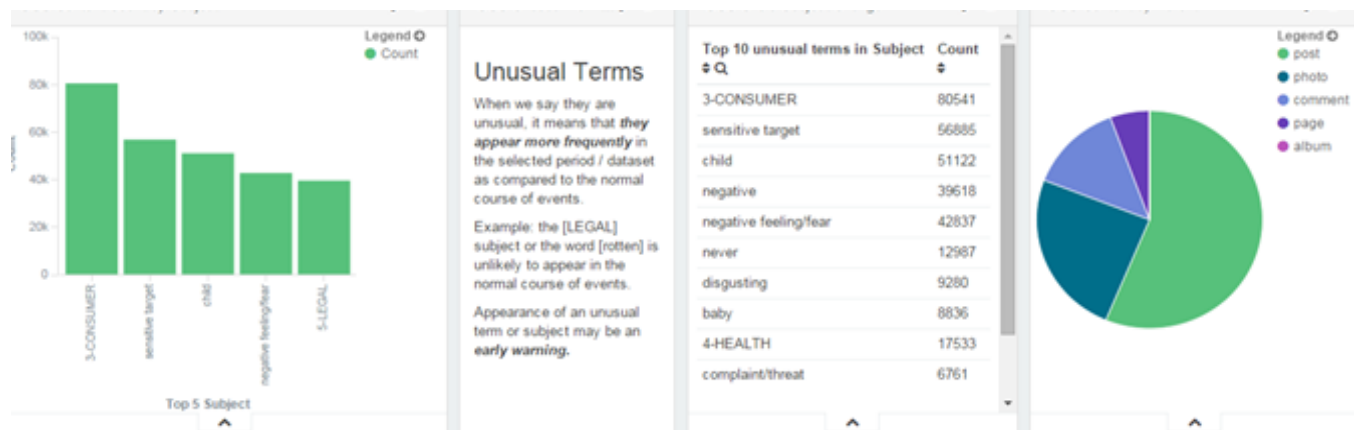 100k
80k
60k
40k
20k
0
3-CONSUMER
sensitive target
child
negative feeling/fear
5-LEGAL
Top 5 Subject
Legend
Count
Unusual Terms
When we say they are
unusual, it means that they
appear more frequently in
the selected period / dataset
as compared to the normal
course of events.
Example: the [LEGAL]
subject or the word [rotten] is
unlikely to appear in the
normal course of events.
Appearance of an unusual
term or subject may be an
early warning.
Top 10 unusual terms in Subject Count
3-CONSUMER 80541
sensitive target 56885
child 51122
negative 39618
negative feeling/fear 42837
never 12987
disgusting 9280
baby 8836
4-HEALTH 17533
complaint/threat 6761
Legend
post
photo
comment
page
album